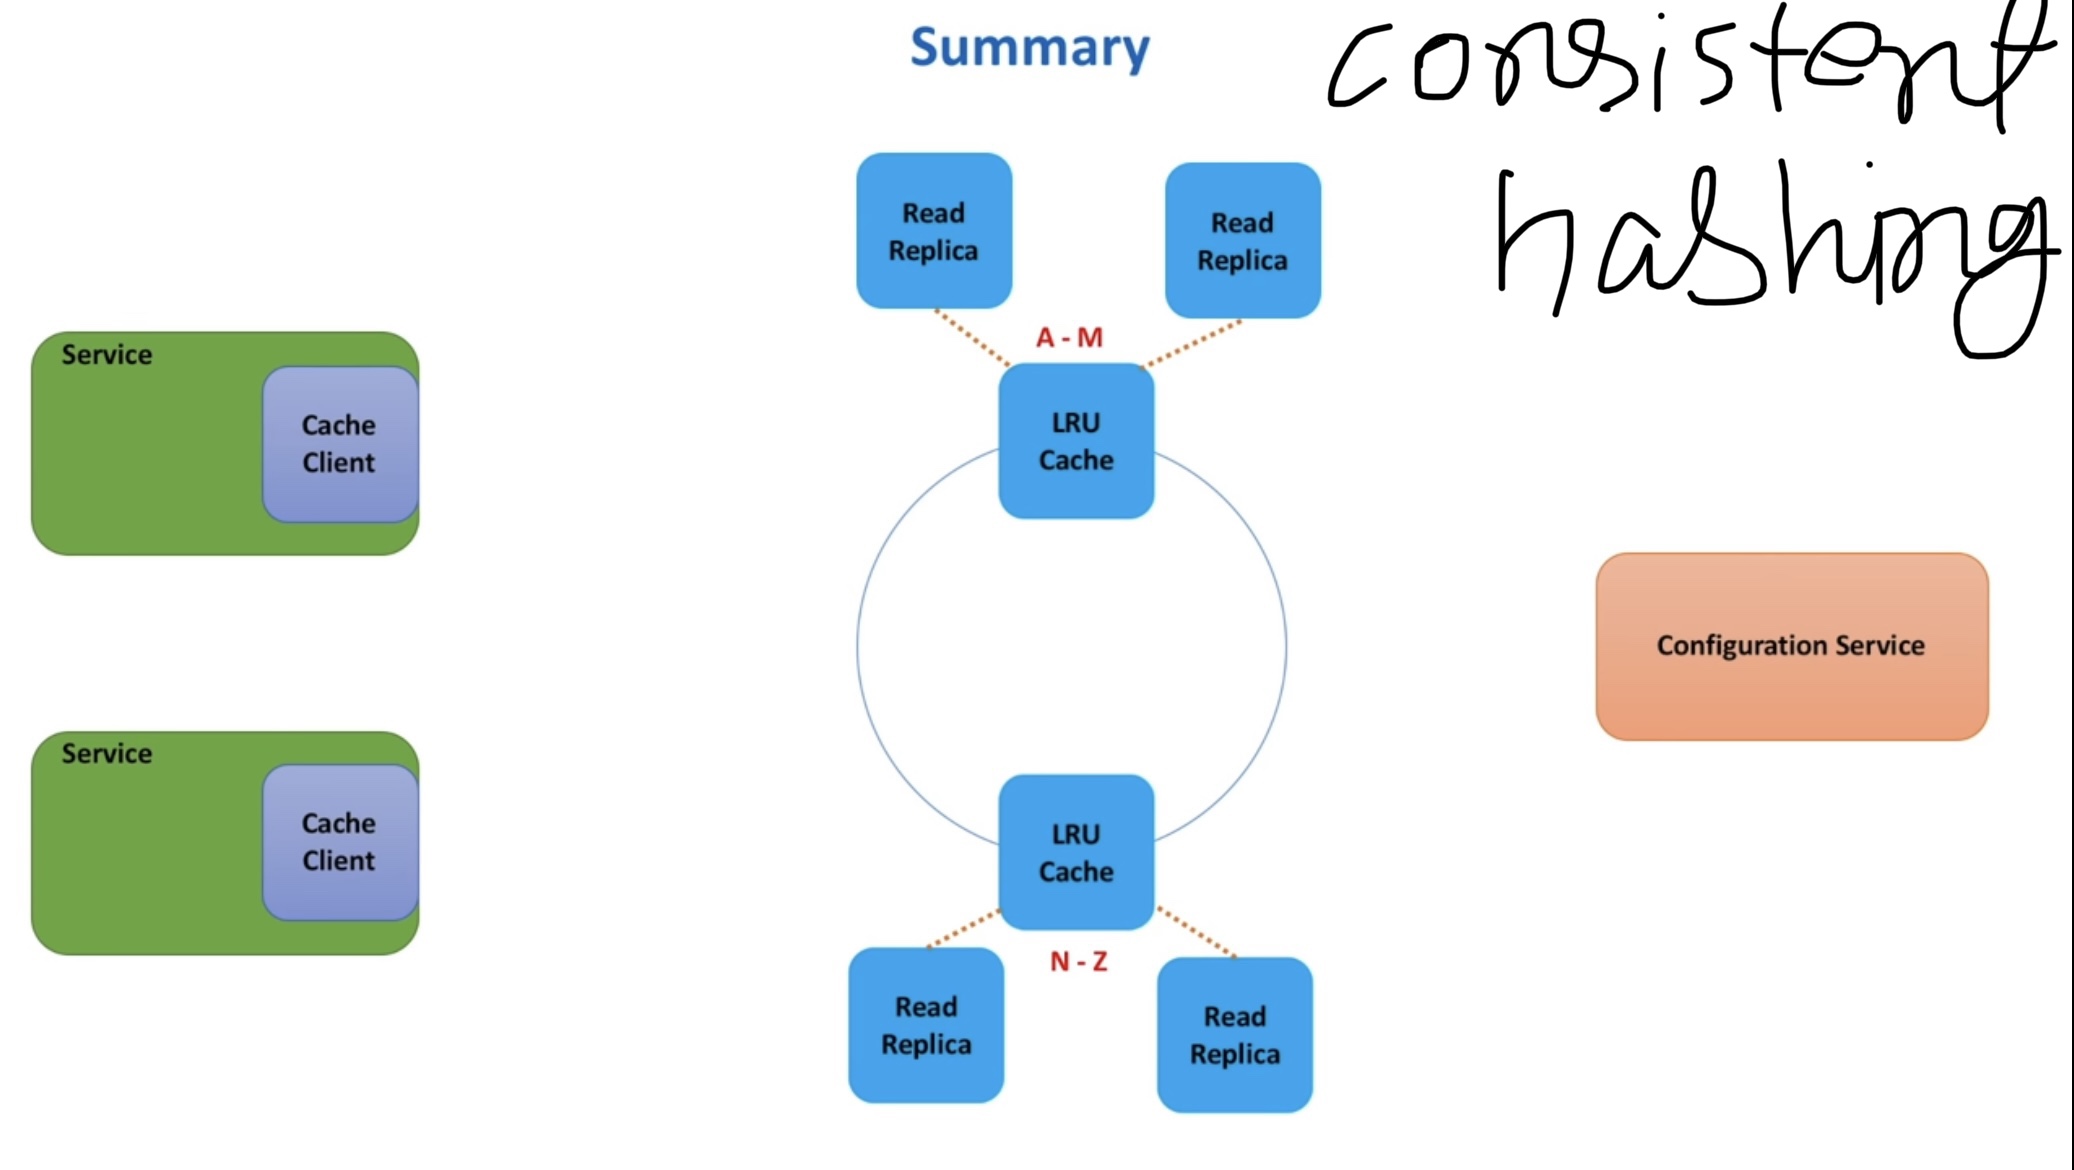 Summary
consistent
hashing
Read
Replica
Read
Replica
A - M
Service
Cache
Client
LRU
Cache
Configuration Service
Service
Cache
Client
LRU
Cache
N - Z
Read
Replica
Read
Replica